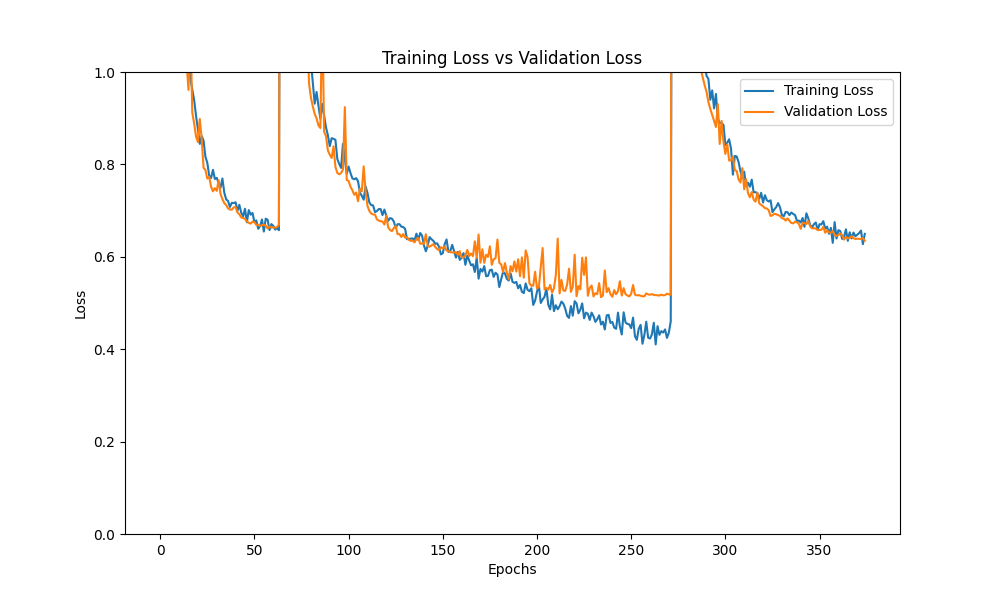 Training Loss vs Validation Loss
Training Loss
Validation Loss
1.0
0.8
0.6
0.4
0.2
0.0
Loss
0 50 100 150 200 250 300 350
Epochs